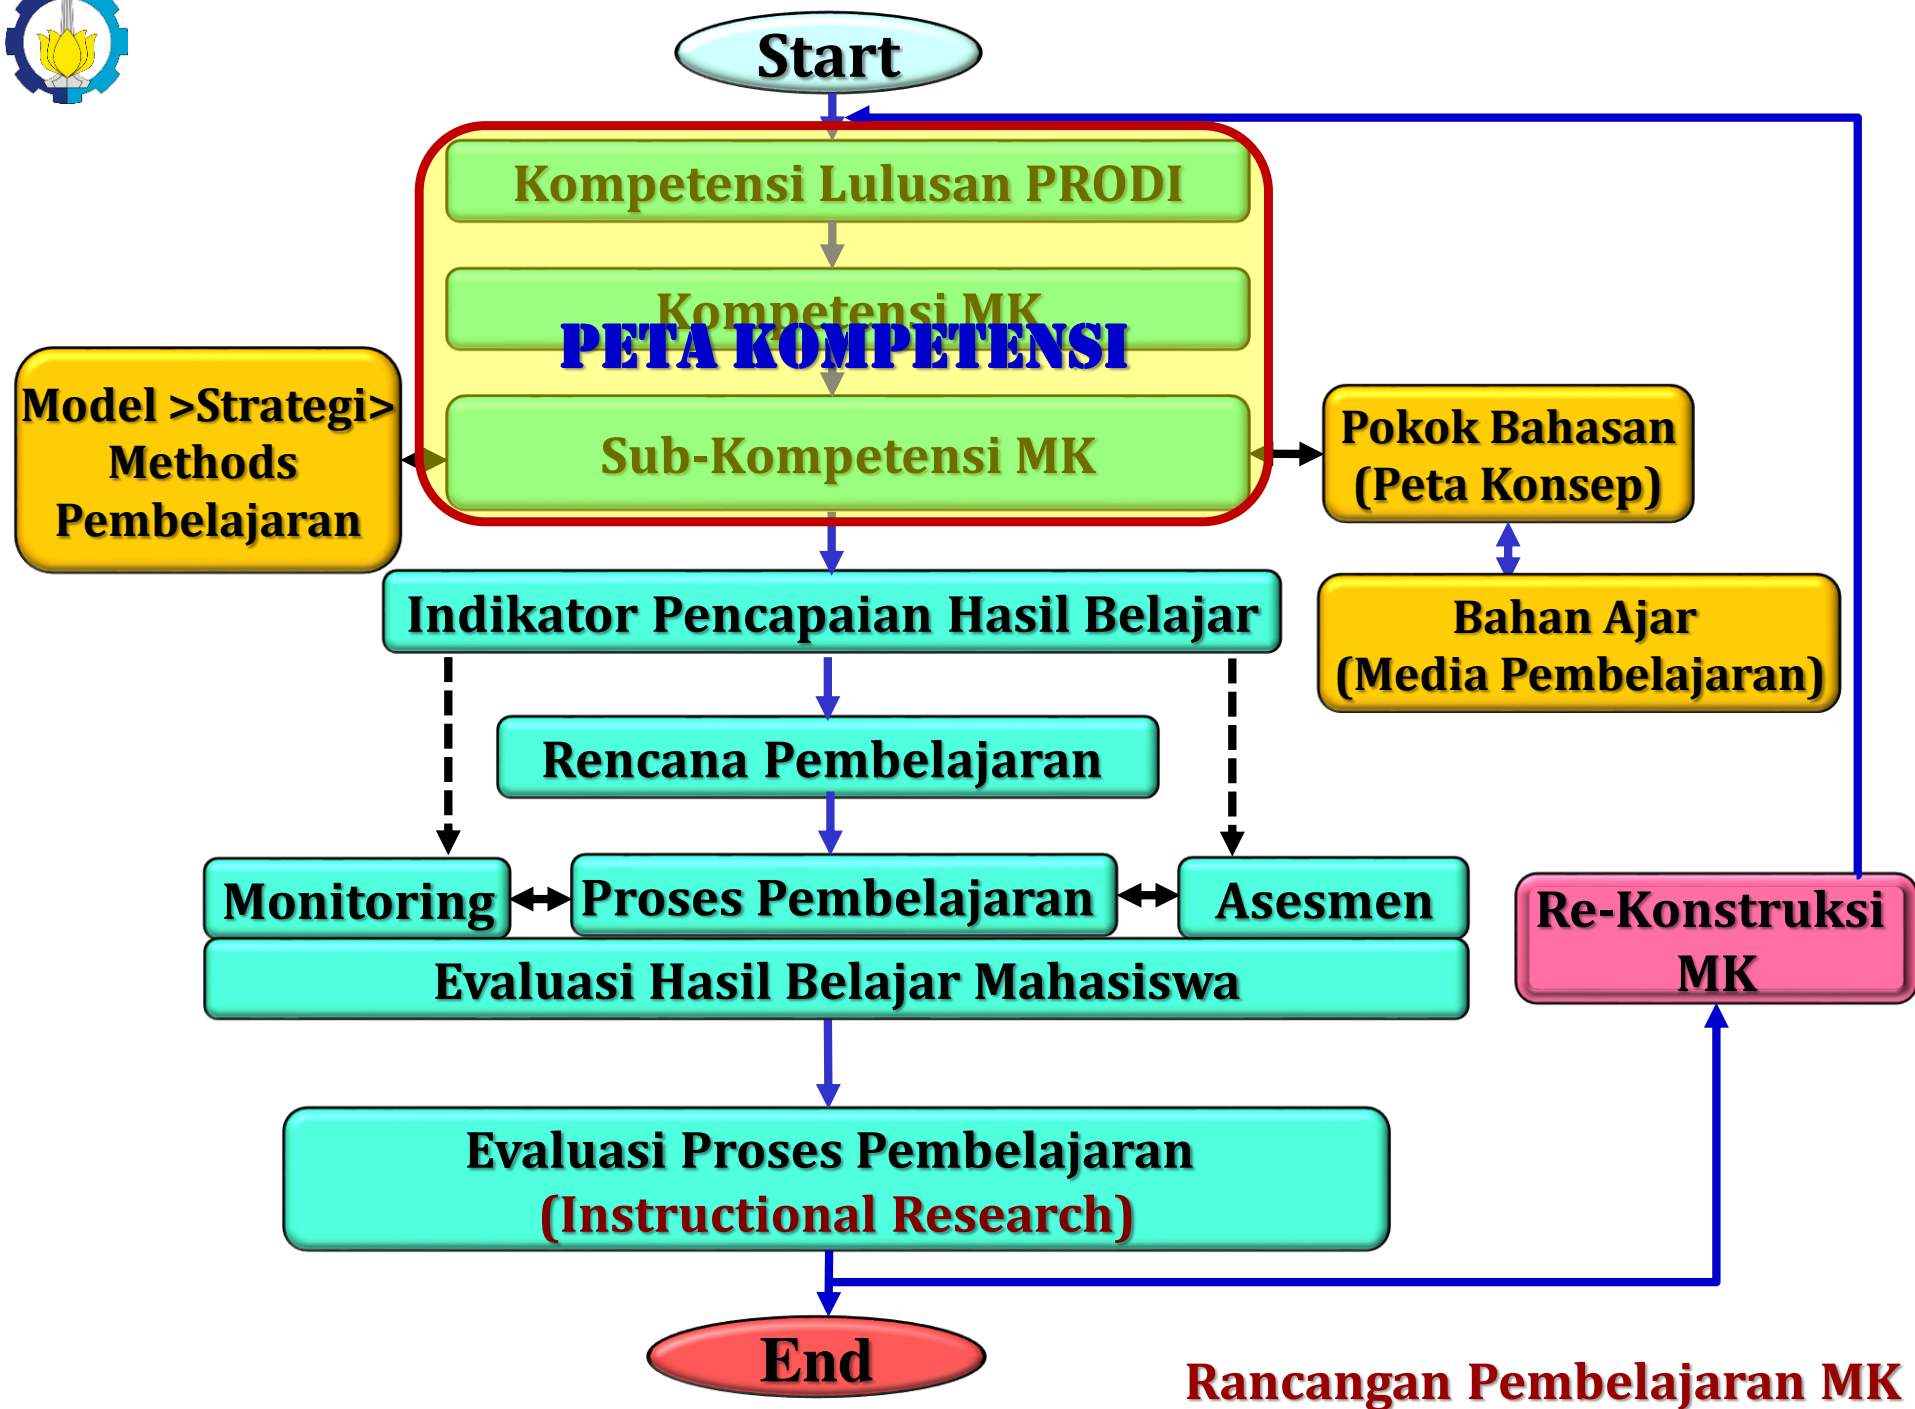 Start
Kompetensi Lulusan PRODI
Kompetensi MK
PETA KOMPETENSI
Sub-Kompetensi MK
Model >Strategi>
Methods
Pembelajaran
Pokok Bahasan
(Peta Konsep)
Indikator Pencapaian Hasil Belajar
Bahan Ajar
(Media Pembelajaran)
Rencana Pembelajaran
Monitoring
Proses Pembelajaran
Asesmen
Evaluasi Hasil Belajar Mahasiswa
Re-Konstruksi
MK
Evaluasi Proses Pembelajaran
(Instructional Research)
End
Rancangan Pembelajaran MK